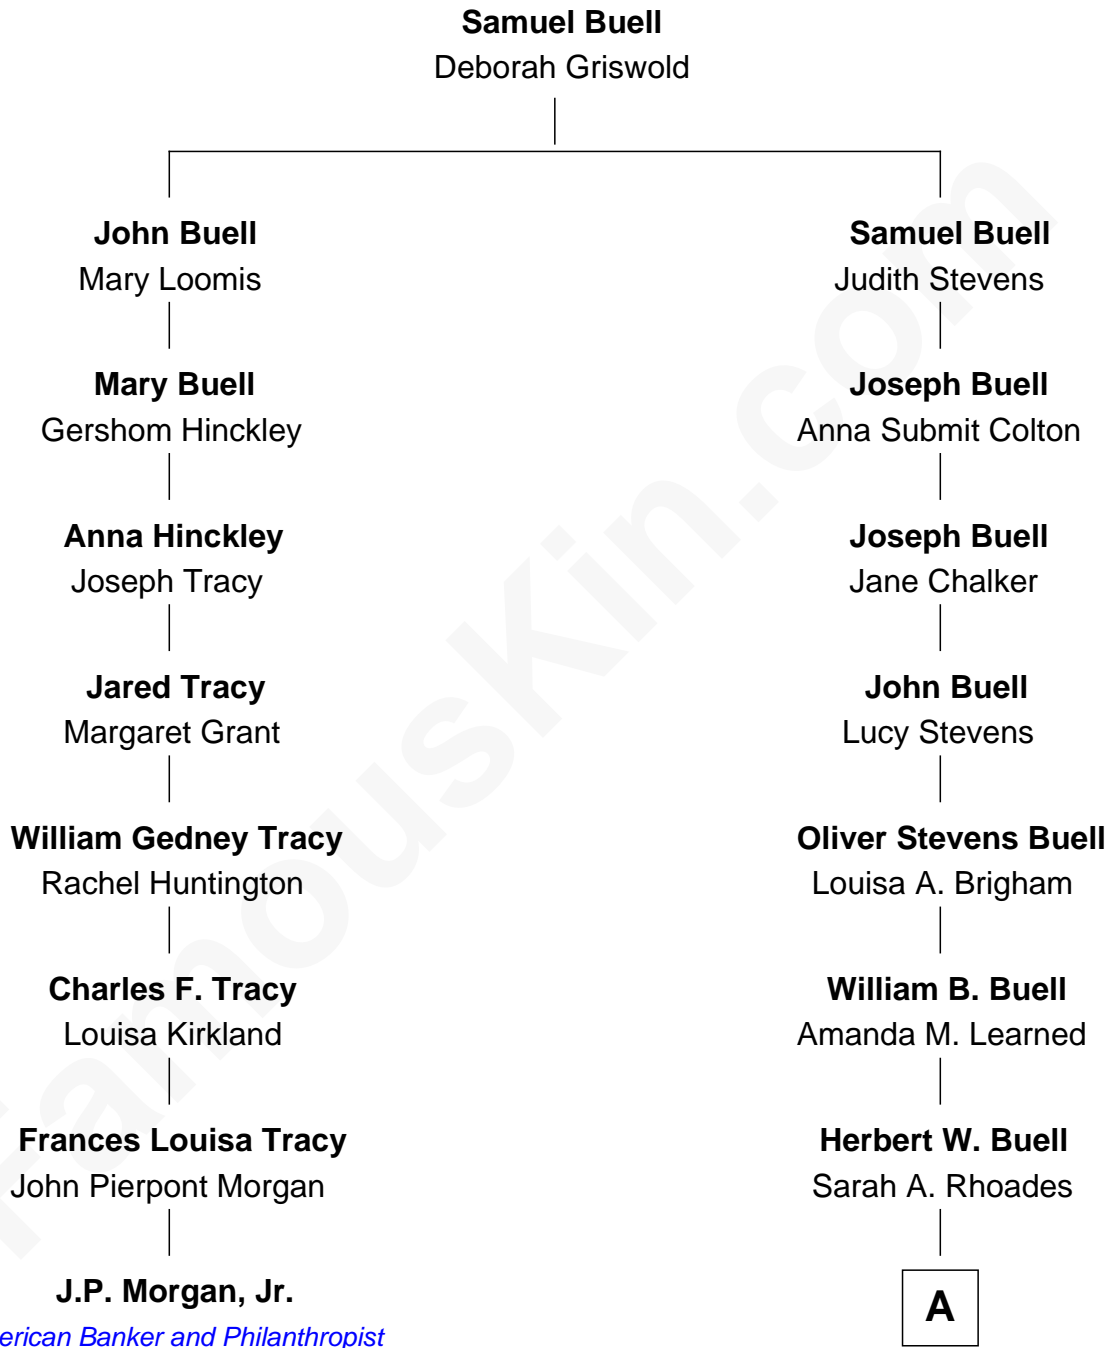 Samuel Buell
Deborah Griswold
John Buell
Mary Loomis
Mary Buell
Gershom Hinckley
Anna Hinckley
Joseph Tracy
Jared Tracy
Margaret Grant
William Gedney Tracy
Rachel Huntington
Charles F. Tracy
Louisa Kirkland
Frances Louisa Tracy
John Pierpont Morgan
J.P. Morgan, Jr.
erican Banker and Philanthropist
Samuel Buell
Judith Stevens
Joseph Buell
Anna Submit Colton
Joseph Buell
Jane Chalker
John Buell
Lucy Stevens
Oliver Stevens Buell
Louisa A. Brigham
William B. Buell
Amanda M. Learned
Herbert W. Buell
Sarah A. Rhoades
A
FamousKin.com